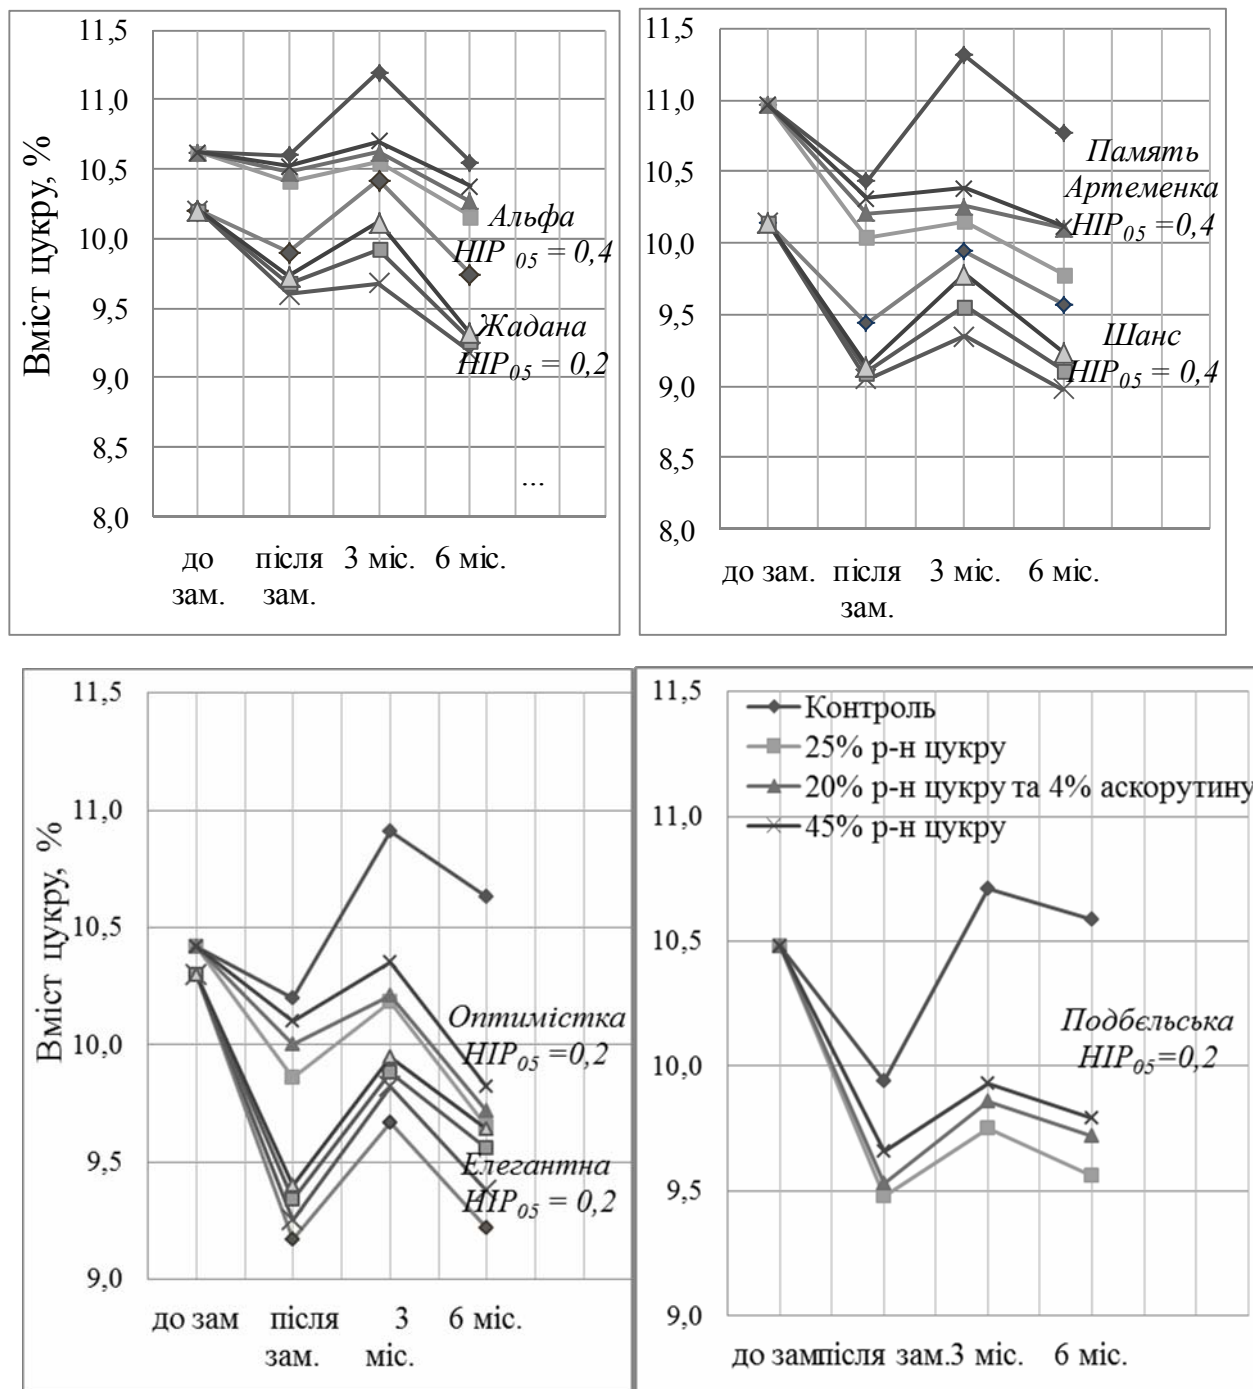 Вміст цукру, %
11,5
11,0
10,5
10,0
9,5
9,0
8,5
8,0
Альфа
НІР 05 = 0,4
Жадана
НІР05 = 0,2
...
до зам.
після зам.
3 міс.
6 міс.
11,5
11,0
10,5
10,0
9,5
9,0
8,5
8,0
Память
Артеменка
НІР05 = 0,4
Шанс
НІР05 = 0,4
до зам.
після зам.
3 міс.
6 міс.
Вміст цукру, %
11,5
11,0
10,5
10,0
9,5
9,0
Оптимістка
НІР05 =0,2
Елегантна
НІР05 = 0,2
до зам
після зам.
3 міс.
6 міс.
11,5
11,0
10,5
10,0
9,5
9,0
Контроль
25% р-н цукру
20% р-н цукру та 4% аскорутину
45% р-н цукру
Подбєльська
НІР05=0,2
до зам.
після зам.
3 міс.
6 міс.